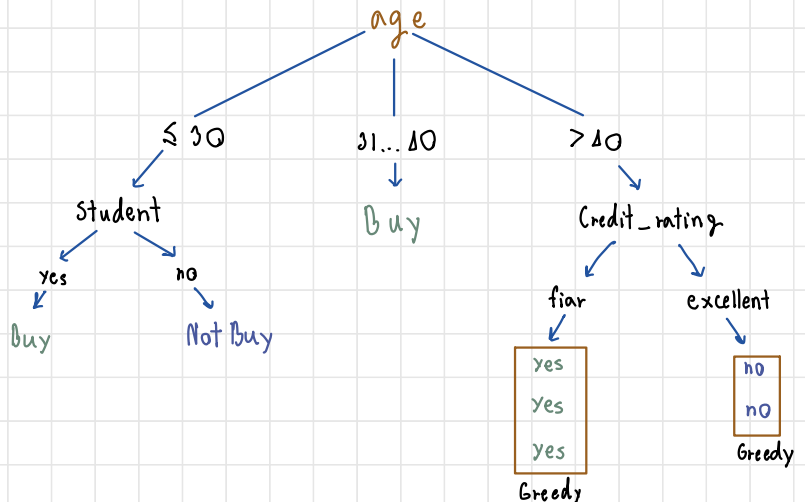 age
≤ 30
31...40
> 40
Student
Buy
Credit_rating
yes
no
fiar
excellent
Buy
Not Buy
yes
yes
yes
no
no
Greedy
Greedy